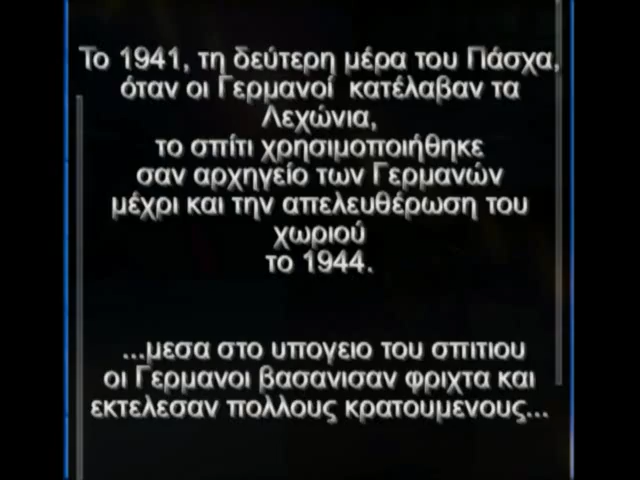 Το 1941, τη δεύτερη μέρα του Πάσχα,
όταν οι Γερμανοί κατέλαβαν τα
Λεχώνια,
το σπίτι χρησιμοποιήθηκε
σαν αρχηγείο των Γερμανών
μέχρι και την απελευθέρωση του
χωριού
το 1944.
...μεσα στο υπογειο του σπιτιου
οι Γερμανοι βασανισαν φριχτα και
εκτελεσαν πολλους κρατουμενους...